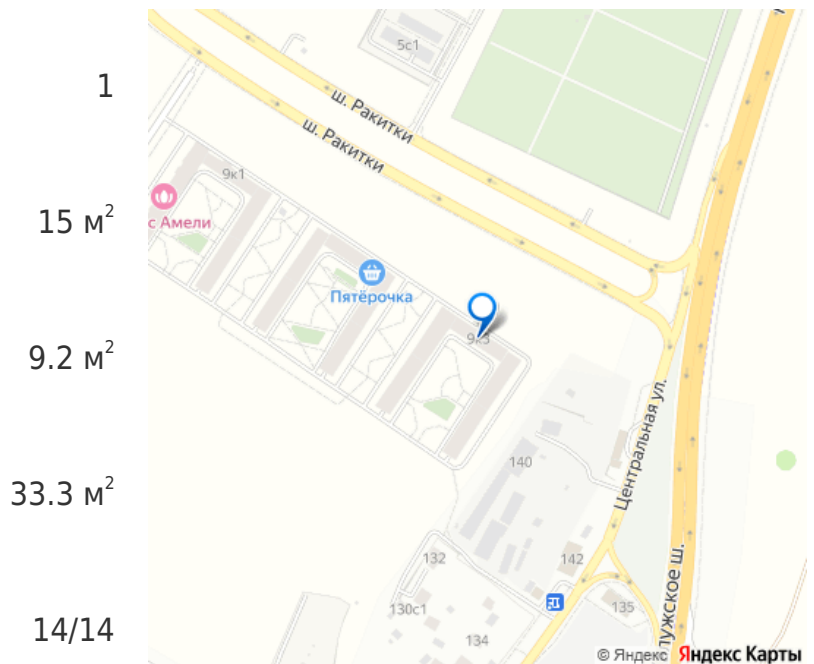 1
15 м²
9.2 м²
33.3 м²
14/14
5с1
ш. Ракитки
ш. Ракитки
9к1
с Амели
Пятёрочка
9к3
Центральная ул.
140
142
132
130с1
134
135
лужское ш.
© Яндекс Яндекс Карты